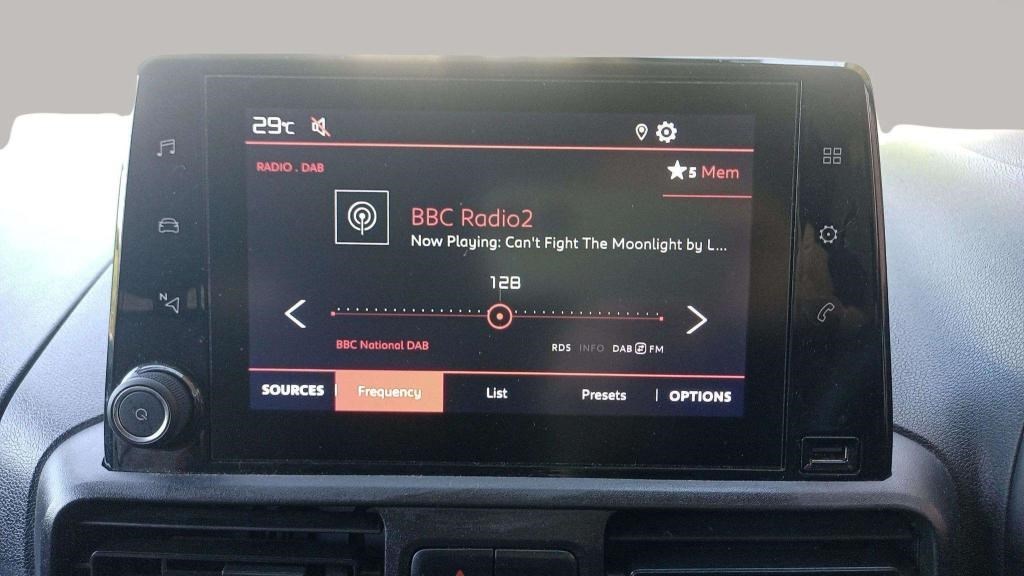 29°C
RADIO . DAB
5 Mem
BBC Radio2
Now Playing: Can't Fight The Moonlight by L...
128
BBC National DAB
RDS INFO DAB FM
SOURCES | Frequency List Presets | OPTIONS
N